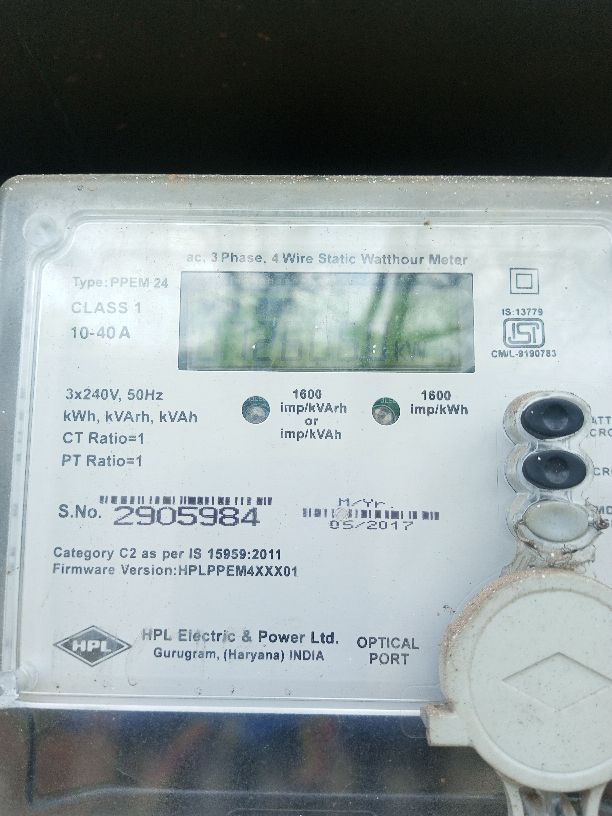 ac, 3 Phase, 4 Wire Static Watthour Meter
Type: PPEM 24
CLASS 1
10-40 A
IS:13779
ISI
CM/L-9190783
3x240V, 50Hz
kWh, kVArh, kVAh
CT Ratio=1
PT Ratio=1
1600
imp/kVArh
or
imp/kVAh
1600
imp/kWh
S.No. 2905984
M/Yr
05/2017
Category C2 as per IS 15959:2011
Firmware Version:HPLPPEM4XXX01
HPL
HPL Electric & Power Ltd.
Gurugram, (Haryana) INDIA
OPTICAL
PORT